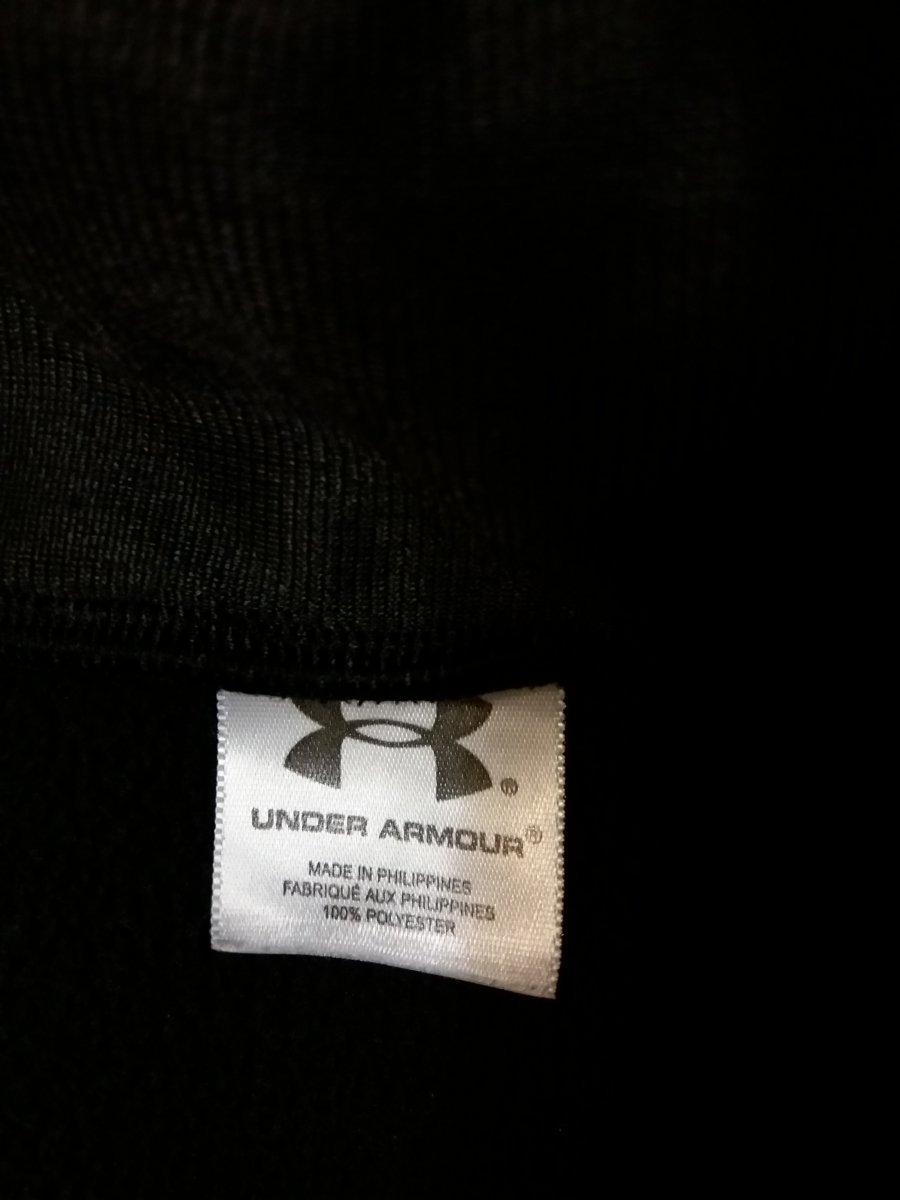 ®
UNDER ARMOUR®
MADE IN PHILIPPINES
FABRIQUÉ AUX PHILIPPINES
100% POLYESTER